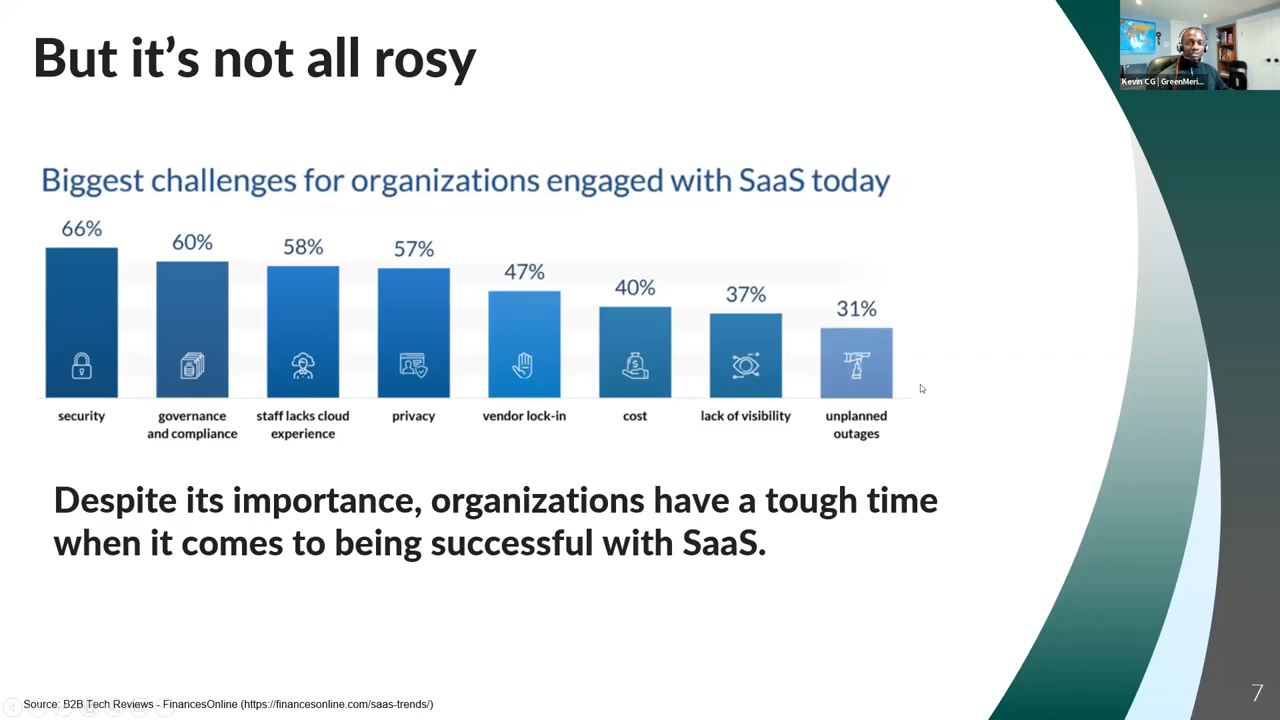 But it's not all rosy
Kevin CG | GreenMeri...
Biggest challenges for organizations engaged with SaaS today
66%
60%
58%
57%
47%
40%
37%
31%
security
governance
and compliance
staff lacks cloud
experience
privacy
vendor lock-in
cost
lack of visibility
unplanned
outages
Despite its importance, organizations have a tough time
when it comes to being successful with SaaS.
Source: B2B Tech Reviews - FinancesOnline (https://financesonline.com/saas-trends/)
7